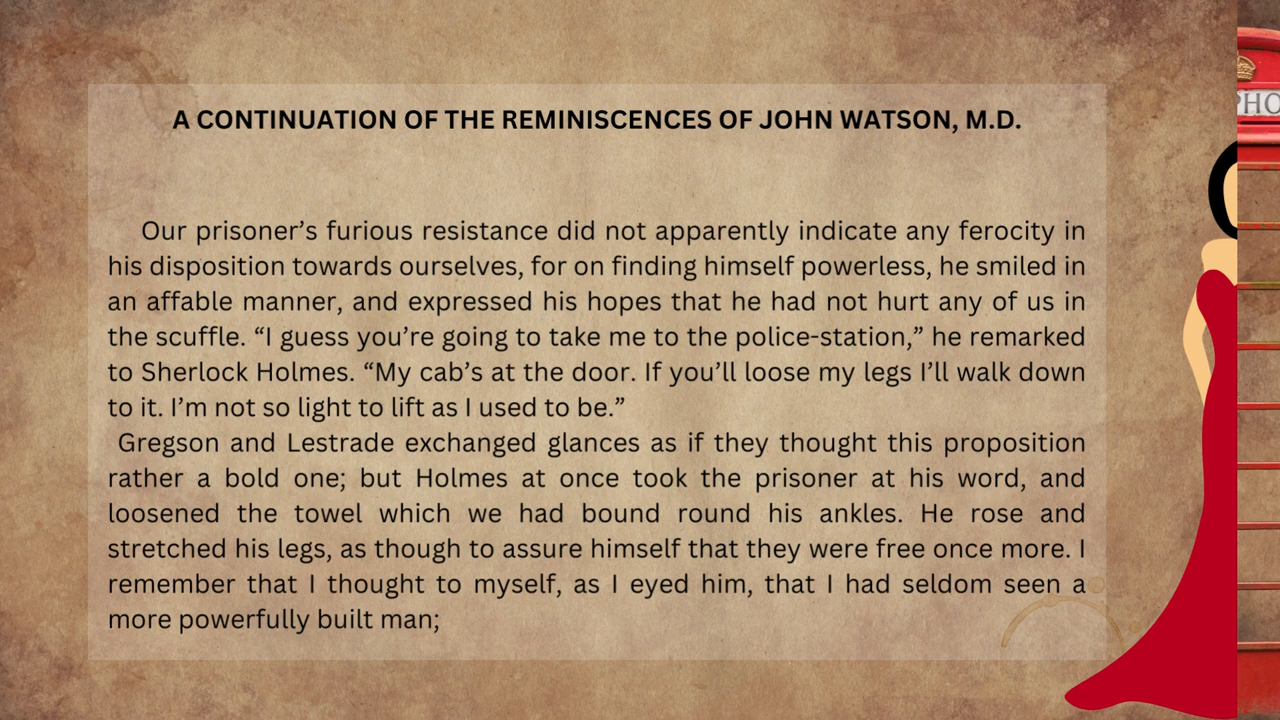 A CONTINUATION OF THE REMINISCENCES OF JOHN WATSON, M.D.
Our prisoner’s furious resistance did not apparently indicate any ferocity in
his disposition towards ourselves, for on finding himself powerless, he smiled in
an affable manner, and expressed his hopes that he had not hurt any of us in
the scuffle. “I guess you’re going to take me to the police-station,” he remarked
to Sherlock Holmes. “My cab’s at the door. If you’ll loose my legs I’ll walk down
to it. I’m not so light to lift as I used to be.”
Gregson and Lestrade exchanged glances as if they thought this proposition
rather a bold one; but Holmes at once took the prisoner at his word, and
loosened the towel which we had bound round his ankles. He rose and
stretched his legs, as though to assure himself that they were free once more. I
remember that I thought to myself, as I eyed him, that I had seldom seen a
more powerfully built man;
PHO